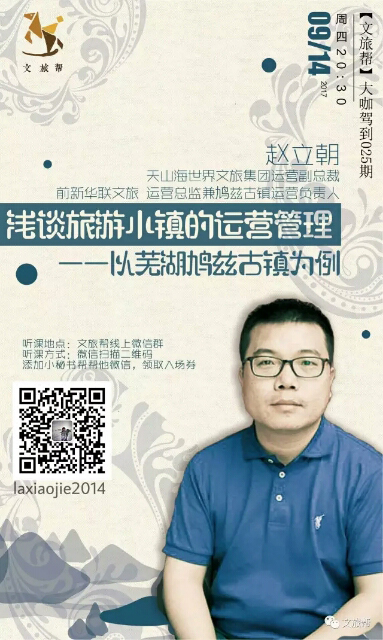 文旅帮
【文旅帮】大咖驾到025期
周四20:30
09/14
2017
赵立朝
天山海世界文旅集团运营副总裁
前新华联文旅 运营总监兼鸠兹古镇运营负责人
浅谈旅游小镇的运营管理
——以芜湖鸠兹古镇为例
听课地点：文旅帮线上微信群
听课方式：微信扫描二维码
添加小秘书帮帮他微信，领取入场券
laxiaojie2014
文旅帮